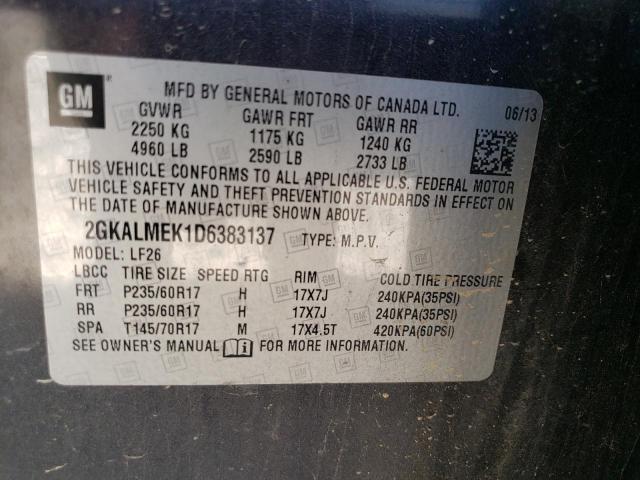 GM
MFD BY GENERAL MOTORS OF CANADA LTD. 06/13
GVWR GAWR FRT GAWR RR
2250 KG 1175 KG 1240 KG
4960 LB 2590 LB 2733 LB
THIS VEHICLE CONFORMS TO ALL APPLICABLE U.S. FEDERAL MOTOR
VEHICLE SAFETY AND THEFT PREVENTION STANDARDS IN EFFECT ON
THE DATE OF MANUFACTURE SHOWN ABOVE.
2GKALMEK1D6383137 TYPE: M.P.V.
MODEL: LF26
LBCC TIRE SIZE SPEED RTG RIM COLD TIRE PRESSURE
FRT P235/60R17 H 17X7J 240KPA(35PSI)
RR P235/60R17 H 17X7J 240KPA(35PSI)
SPA T145/70R17 M 17X4.5T 420KPA(60PSI)
SEE OWNER'S MANUAL FOR MORE INFORMATION.